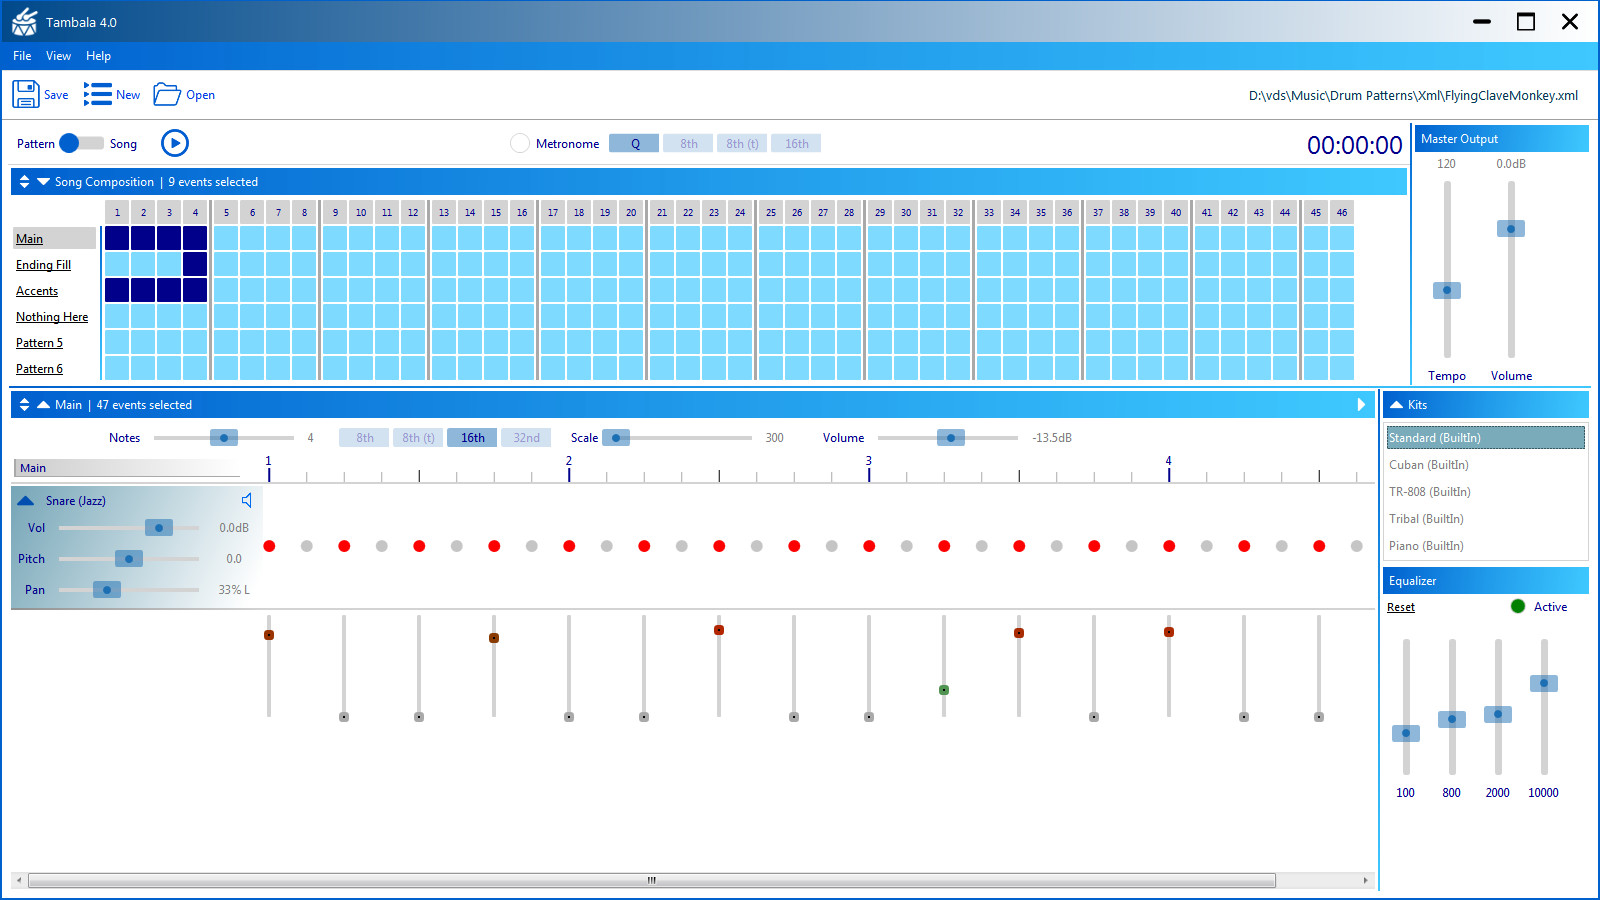 Tambala 4.0
File View Help
Save New Open D:\vds\Music\Drum Patterns\Xml\FlyingClaveMonkey.xml
Pattern Song Metronome Q 8th 8th (t) 16th 00:00:00
Master Output
120 0.0dB
Song Composition | 9 events selected
1 2 3 4 5 6 7 8 9 10 11 12 13 14 15 16 17 18 19 20 21 22 23 24 25 26 27 28 29 30 31 32 33 34 35 36 37 38 39 40 41 42 43 44 45 46
Main
Ending Fill
Accents
Nothing Here
Pattern 5
Pattern 6
Tempo Volume
Main | 47 events selected
Notes 4 8th 8th (t) 16th 32nd Scale 300 Volume -13.5dB
Main 1 2 3 4
Snare (Jazz)
Vol 0.0dB
Pitch 0.0
Pan 33% L
Kits
Standard (BuiltIn)
Cuban (BuiltIn)
TR-808 (BuiltIn)
Tribal (BuiltIn)
Piano (BuiltIn)
Equalizer
Reset Active
100 800 2000 10000